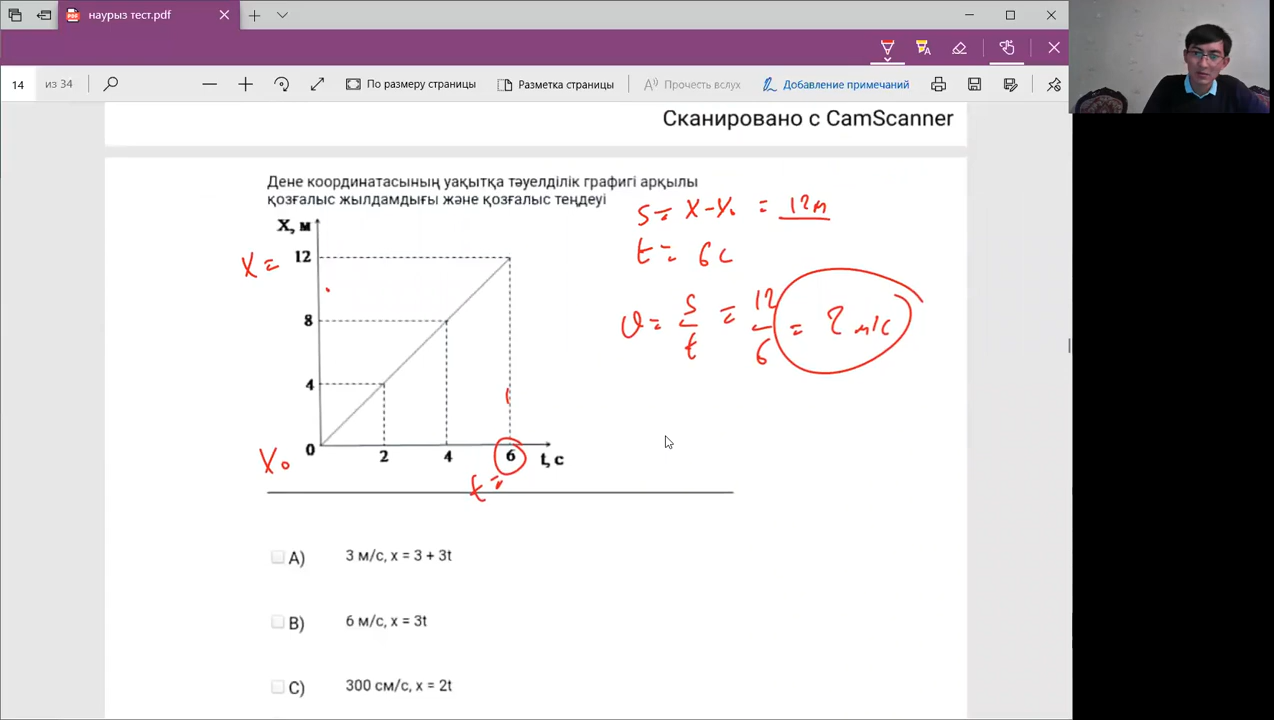 наурыз тест.pdf
14 из 34
По размеру страницы
Разметка страницы
Прочесть вслух
Добавление примечаний
Сканировано с CamScanner
Дене координатасының уақытқа тәуелділік графигі арқылы
қозғалыс жылдамдығы және қозғалыс теңдеуі
X, м
X = 12
8
4
X₀ 0
2 4 6 t, с
t =
S = X - X₀ = 12м
t = 6с
υ = S/t = 12/6 = 2 м/с
A) 3 м/с, x = 3 + 3t
B) 6 м/с, x = 3t
C) 300 см/с, x = 2t